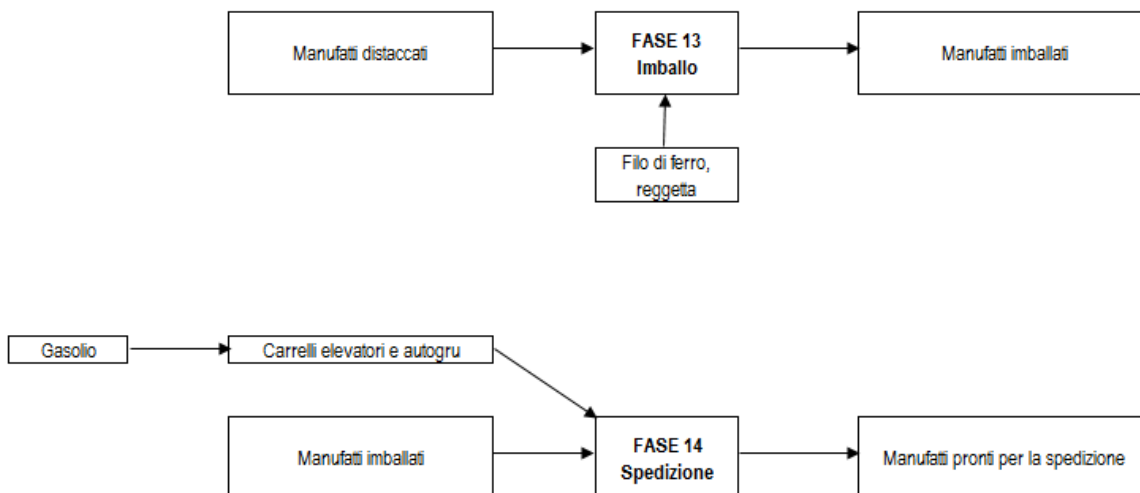 Manufatti distaccati
FASE 13
Imballo
Manufatti imballati
Filo di ferro,
reggetta
Gasolio
Carrelli elevatori e autogru
Manufatti imballati
FASE 14
Spedizione
Manufatti pronti per la spedizione